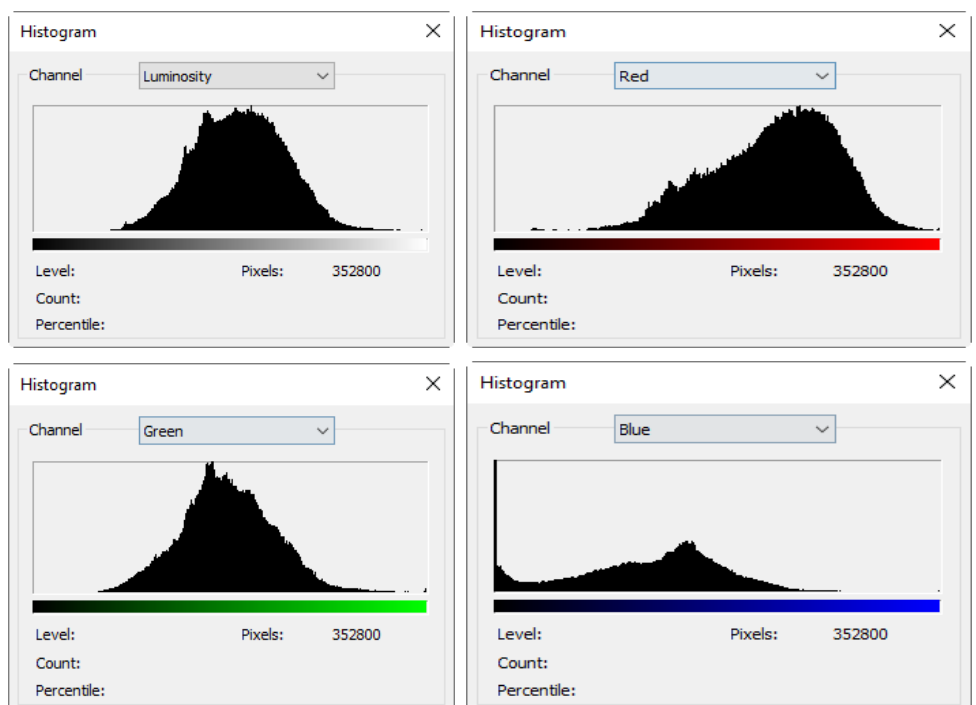 Histogram
Channel Luminosity
Level: Pixels: 352800
Count:
Percentile:
Histogram
Channel Red
Level: Pixels: 352800
Count:
Percentile:
Histogram
Channel Green
Level: Pixels: 352800
Count:
Percentile:
Histogram
Channel Blue
Level: Pixels: 352800
Count:
Percentile: